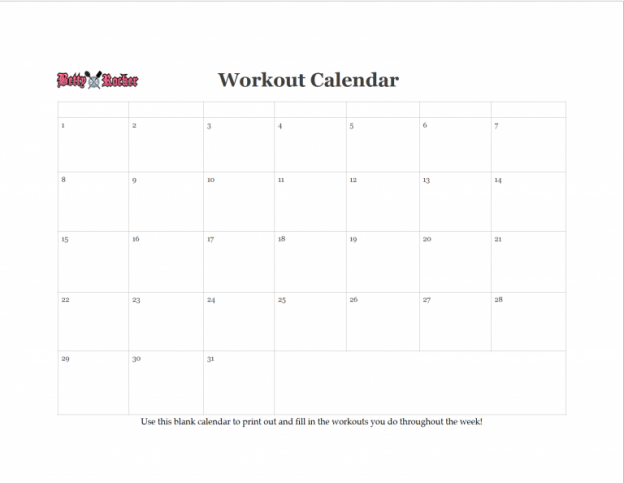 Betty Rocker
Workout Calendar
1 2 3 4 5 6 7
8 9 10 11 12 13 14
15 16 17 18 19 20 21
22 23 24 25 26 27 28
29 30 31
Use this blank calendar to print out and fill in the workouts you do throughout the week!